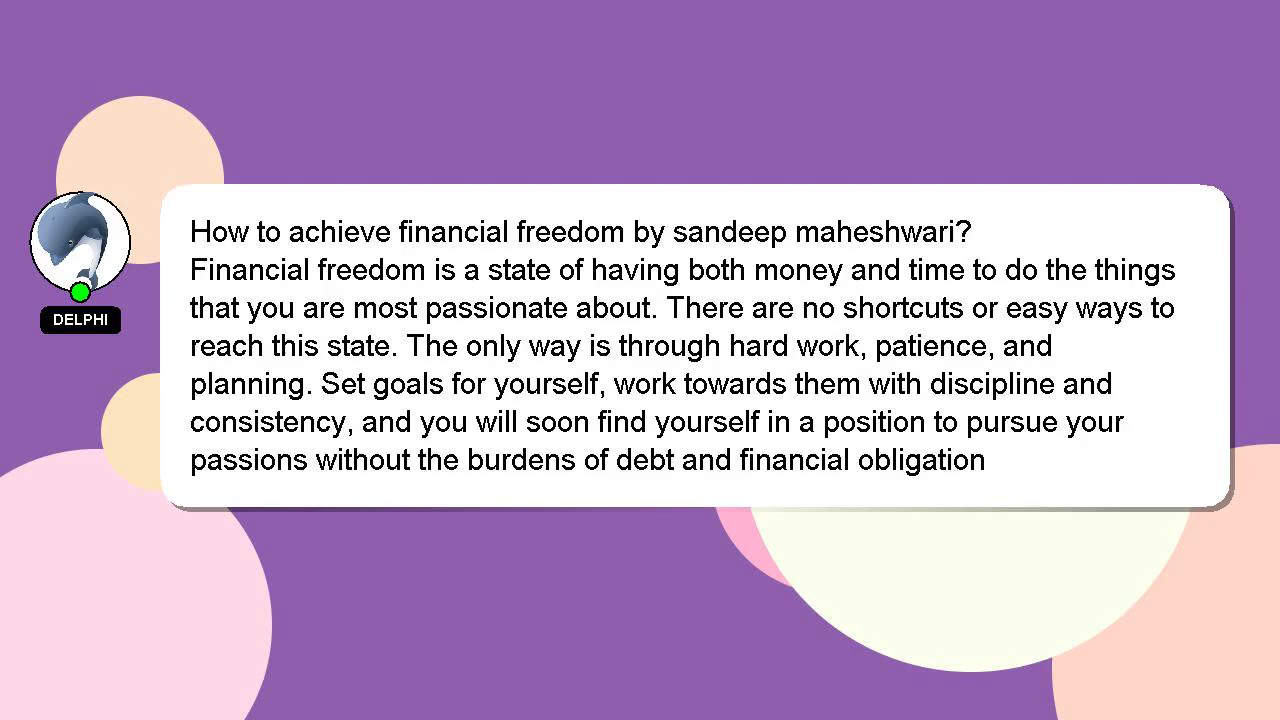 How to achieve financial freedom by sandeep maheshwari?
Financial freedom is a state of having both money and time to do the things
that you are most passionate about. There are no shortcuts or easy ways to
reach this state. The only way is through hard work, patience, and
planning. Set goals for yourself, work towards them with discipline and
consistency, and you will soon find yourself in a position to pursue your
passions without the burdens of debt and financial obligation
DELPHI